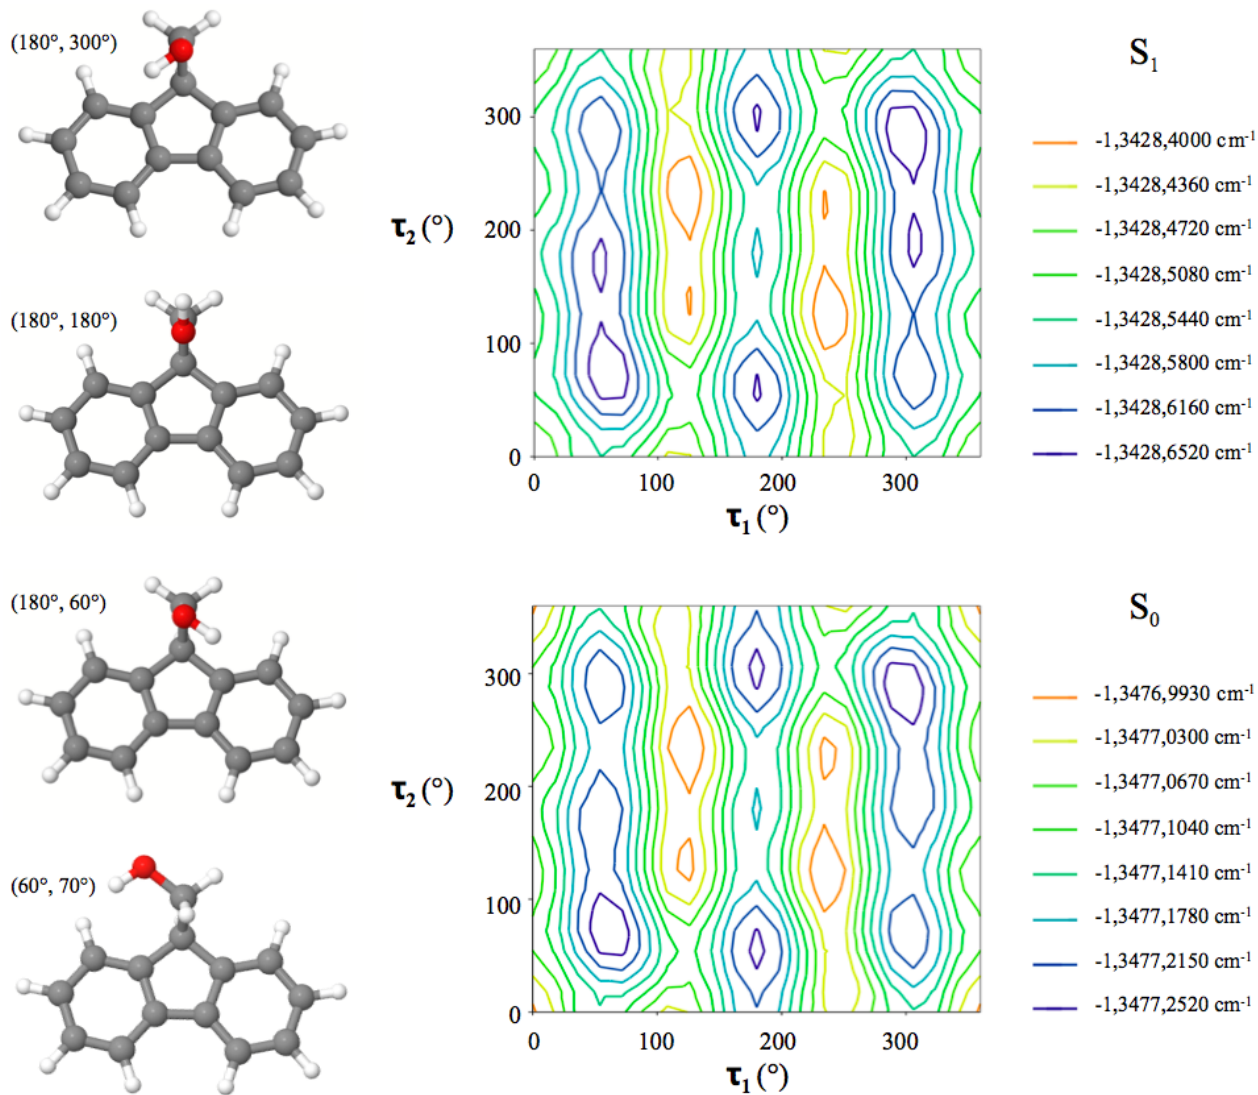 (180°, 300°)
(180°, 180°)
(180°, 60°)
(60°, 70°)
S1
300
200
100
0
τ2 (°)
0 100 200 300
τ1 (°)
-1,3428,4000 cm-1
-1,3428,4360 cm-1
-1,3428,4720 cm-1
-1,3428,5080 cm-1
-1,3428,5440 cm-1
-1,3428,5800 cm-1
-1,3428,6160 cm-1
-1,3428,6520 cm-1
S0
300
200
100
0
τ2 (°)
0 100 200 300
τ1 (°)
-1,3476,9930 cm-1
-1,3477,0300 cm-1
-1,3477,0670 cm-1
-1,3477,1040 cm-1
-1,3477,1410 cm-1
-1,3477,1780 cm-1
-1,3477,2150 cm-1
-1,3477,2520 cm-1